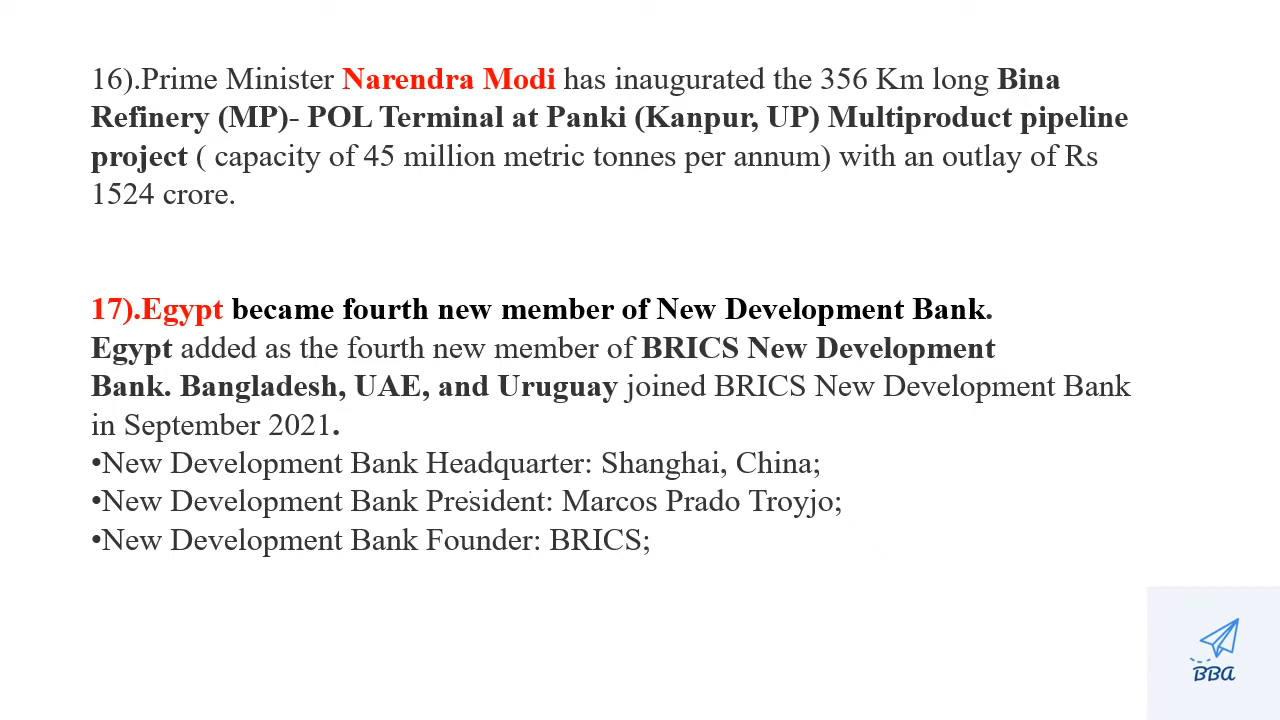 16).Prime Minister Narendra Modi has inaugurated the 356 Km long Bina
Refinery (MP)- POL Terminal at Panki (Kanpur, UP) Multiproduct pipeline
project ( capacity of 45 million metric tonnes per annum) with an outlay of Rs
1524 crore.
17).Egypt became fourth new member of New Development Bank.
Egypt added as the fourth new member of BRICS New Development
Bank. Bangladesh, UAE, and Uruguay joined BRICS New Development Bank
in September 2021.
•New Development Bank Headquarter: Shanghai, China;
•New Development Bank President: Marcos Prado Troyjo;
•New Development Bank Founder: BRICS;
BBA